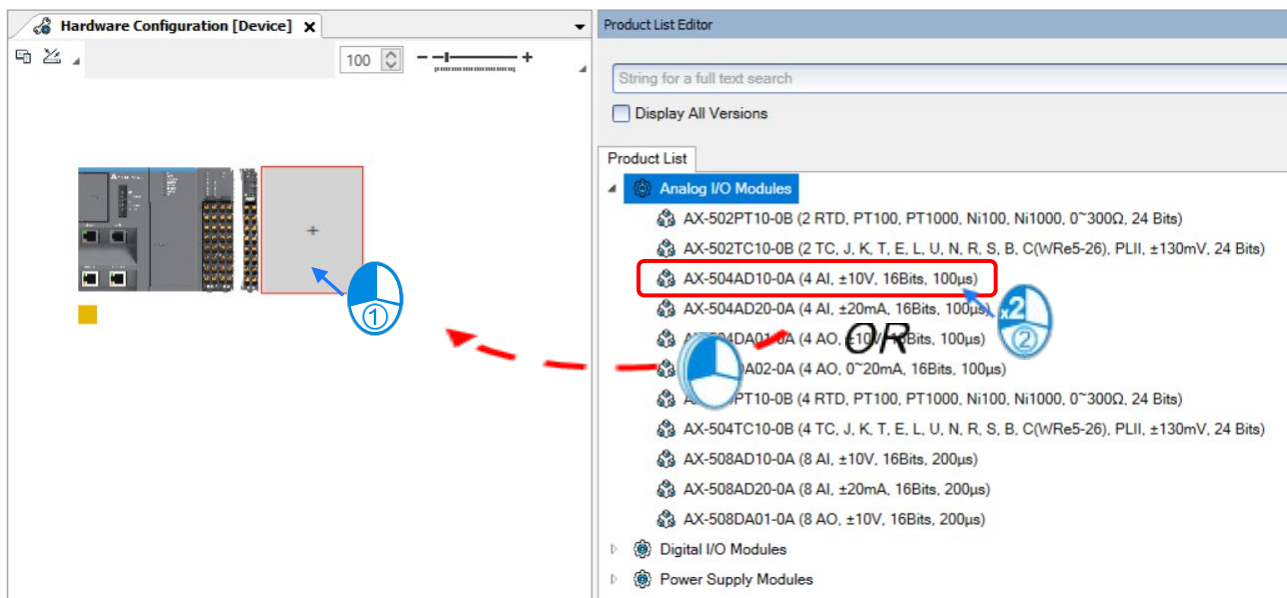 Hardware Configuration [Device] X
100
Product List Editor
String for a full text search
Display All Versions
Product List
Analog I/O Modules
AX-502PT10-0B (2 RTD, PT100, PT1000, Ni100, Ni1000, 0~300Ω, 24 Bits)
AX-502TC10-0B (2 TC, J, K, T, E, L, U, N, R, S, B, C(WRe5-26), PLII, ±130mV, 24 Bits)
AX-504AD10-0A (4 AI, ±10V, 16Bits, 100µs)
AX-504AD20-0A (4 AI, ±20mA, 16Bits, 100µs)
(4 AO, 16Bits, 100µs)
(4 AO, 0~20mA, 16Bits, 100µs)
(4 RTD, PT100, PT1000, Ni100, Ni1000, 0~300Ω, 24 Bits)
AX-504TC10-0B (4 TC, J, K, T, E, L, U, N, R, S, B, C(WRe5-26), PLII, ±130mV, 24 Bits)
AX-508AD10-0A (8 AI, ±10V, 16Bits, 200µs)
AX-508AD20-0A (8 AI, ±20mA, 16Bits, 200µs)
AX-508DA01-0A (8 AO, ±10V, 16Bits, 200µs)
Digital I/O Modules
Power Supply Modules
①
x2
②
OR